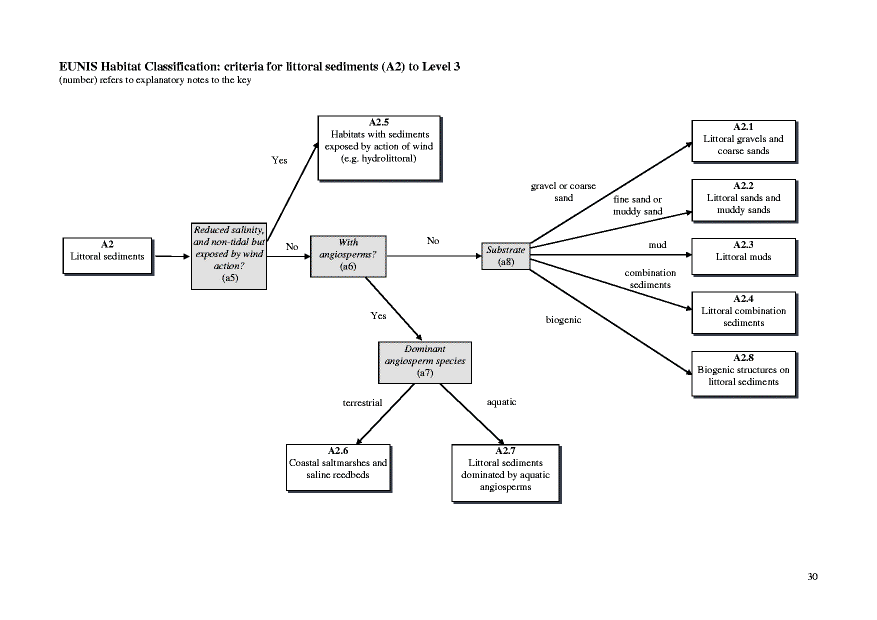 EUNIS Habitat Classification: criteria for littoral sediments (A2) to Level 3
(number) refers to explanatory notes to the key
A2.5
Habitats with sediments
exposed by action of wind
(e.g. hydrolittoral)
Yes
A2.1
Littoral gravels and
coarse sands
gravel or coarse
sand
A2.2
Littoral sands and
muddy sands
fine sand or
muddy sand
A2
Littoral sediments
Reduced salinity,
and non-tidal but
exposed by wind
action?
(a5)
No
With
angiosperms?
(a6)
No
Substrate
(a8)
mud
A2.3
Littoral muds
combination
sediments
A2.4
Littoral combination
sediments
biogenic
A2.8
Biogenic structures on
littoral sediments
Yes
Dominant
angiosperm species
(a7)
terrestrial
aquatic
A2.6
Coastal saltmarshes and
saline reedbeds
A2.7
Littoral sediments
dominated by aquatic
angiosperms
30